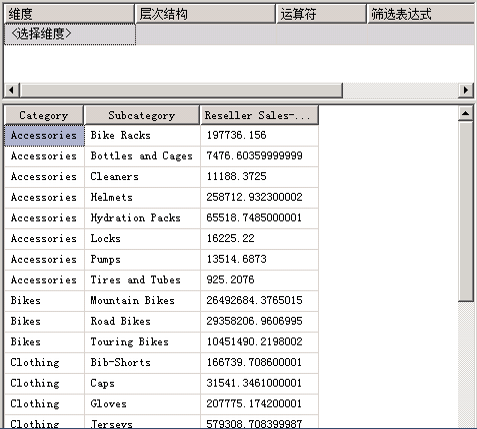 维度 层次结构 运算符 筛选表达式
<选择维度>
Category Subcategory Reseller Sales-...
Accessories Bike Racks 197736.156
Accessories Bottles and Cages 7476.60359999999
Accessories Cleaners 11188.3725
Accessories Helmets 258712.932300002
Accessories Hydration Packs 65518.7485000001
Accessories Locks 16225.22
Accessories Pumps 13514.6873
Accessories Tires and Tubes 925.2076
Bikes Mountain Bikes 26492684.3765015
Bikes Road Bikes 29358206.9606995
Bikes Touring Bikes 10451490.2198002
Clothing Bib-Shorts 166739.708600001
Clothing Caps 31541.3461000001
Clothing Gloves 207775.174200001
Clothing Jerseys 579308.708399987